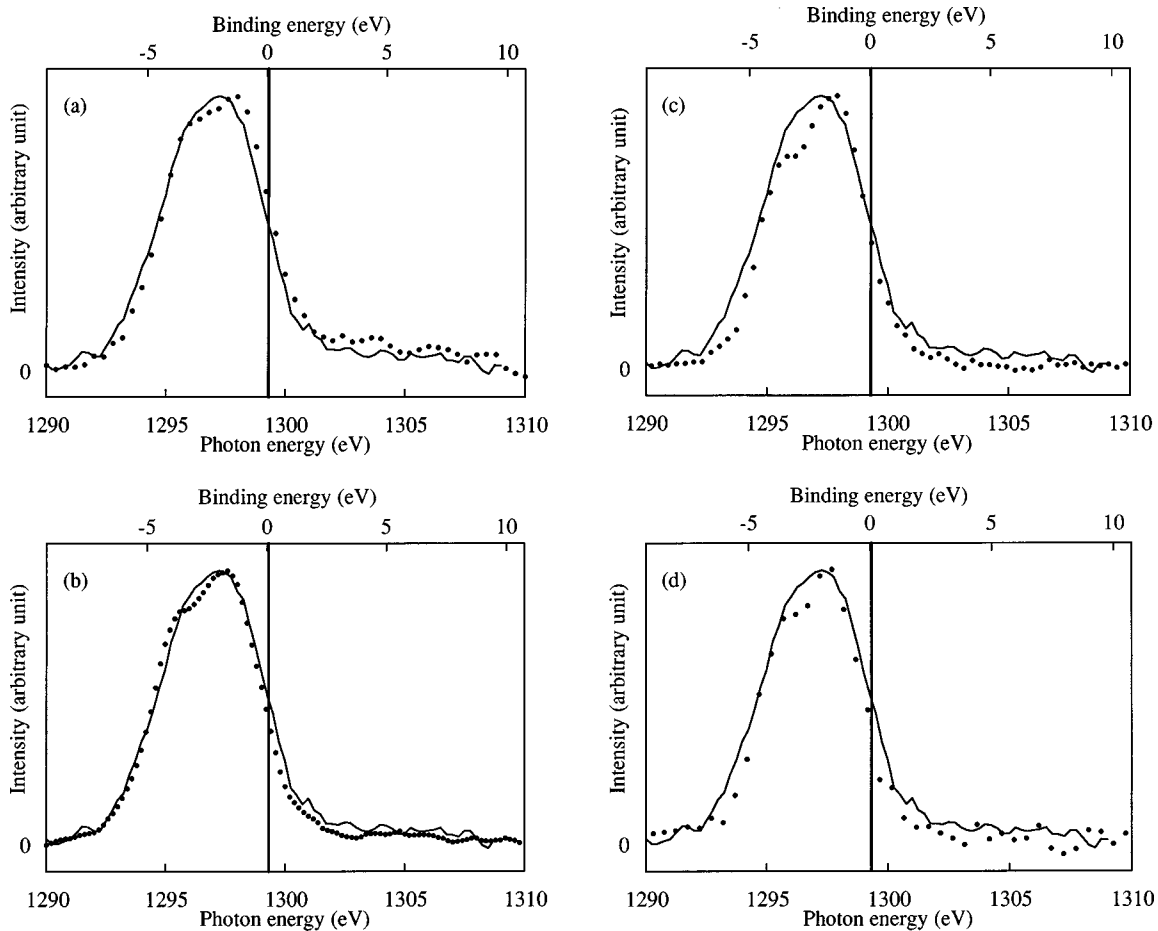 Binding energy (eV)
-5 0 5 10
(a)
Intensity (arbitrary unit)
0
1290 1295 1300 1305 1310
Photon energy (eV)
Binding energy (eV)
-5 0 5 10
(c)
Intensity (arbitrary unit)
0
1290 1295 1300 1305 1310
Photon energy (eV)
Binding energy (eV)
-5 0 5 10
(b)
Intensity (arbitrary unit)
0
1290 1295 1300 1305 1310
Photon energy (eV)
Binding energy (eV)
-5 0 5 10
(d)
Intensity (arbitrary unit)
0
1290 1295 1300 1305 1310
Photon energy (eV)